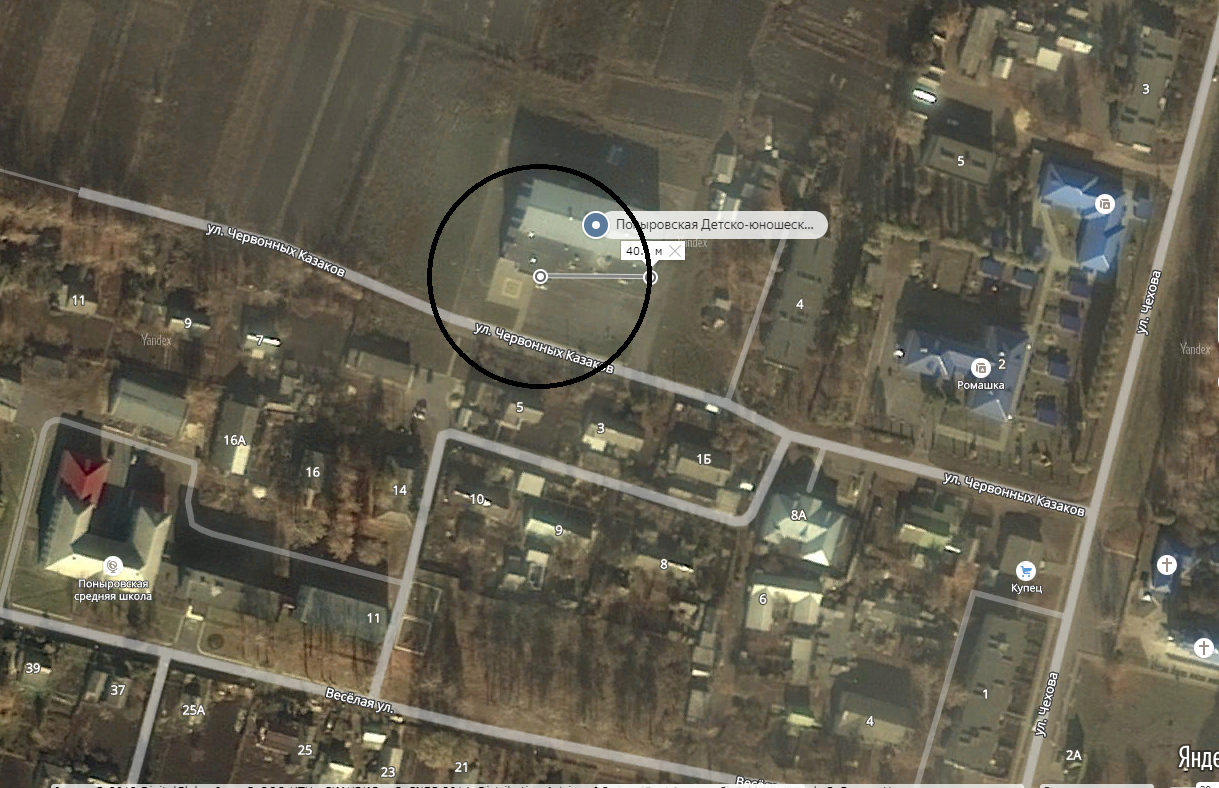 3
5
ул. Червонных Казаков
Поныровская Детско-юношеск...
Yandex
ул. Чехова
11
9
7
Yandex
4
Yandex
2
Ромашка
ул. Червонных Казаков
5
3
1Б
16А
16
14
10
9
8
8А
6
ул. Червонных Казаков
Купец
Поныровская
средняя школа
11
39
37
25А
Весёлая ул.
25
23
21
4
1
ул. Чехова
2А